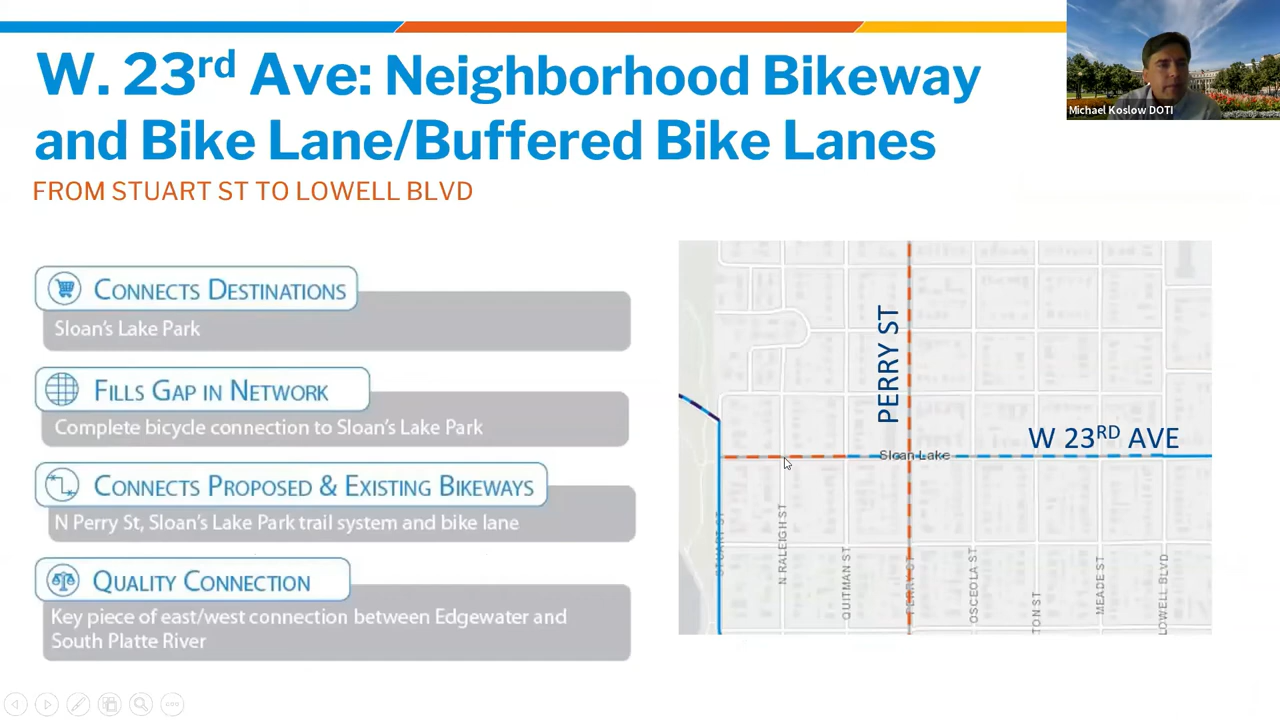 W. 23rd Ave: Neighborhood Bikeway
and Bike Lane/Buffered Bike Lanes
FROM STUART ST TO LOWELL BLVD
Michael Koslow DOTI
CONNECTS DESTINATIONS
Sloan's Lake Park
FILLS GAP IN NETWORK
Complete bicycle connection to Sloan's Lake Park
CONNECTS PROPOSED & EXISTING BIKEWAYS
N Perry St, Sloan's Lake Park trail system and bike lane
QUALITY CONNECTION
Key piece of east/west connection between Edgewater and
South Platte River
PERRY ST
W 23RD AVE
Sloan Lake
STUART ST
N RALEIGH ST
QUITMAN ST
PERRY ST
OSCEOLA ST
TON ST
MEADE ST
LOWELL BLVD